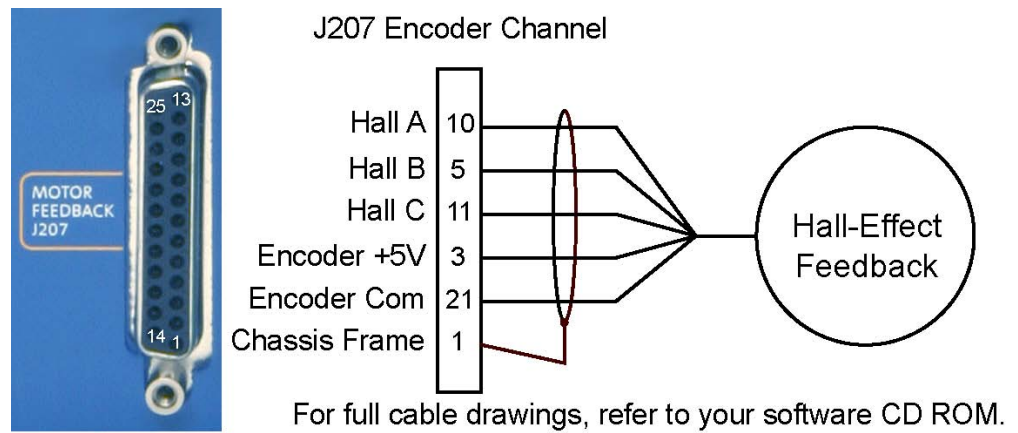 J207 Encoder Channel
25 13
MOTOR
FEEDBACK
J207
14 1
Hall A 10
Hall B 5
Hall C 11
Encoder +5V 3
Encoder Com 21
Chassis Frame 1
Hall-Effect
Feedback
For full cable drawings, refer to your software CD ROM.